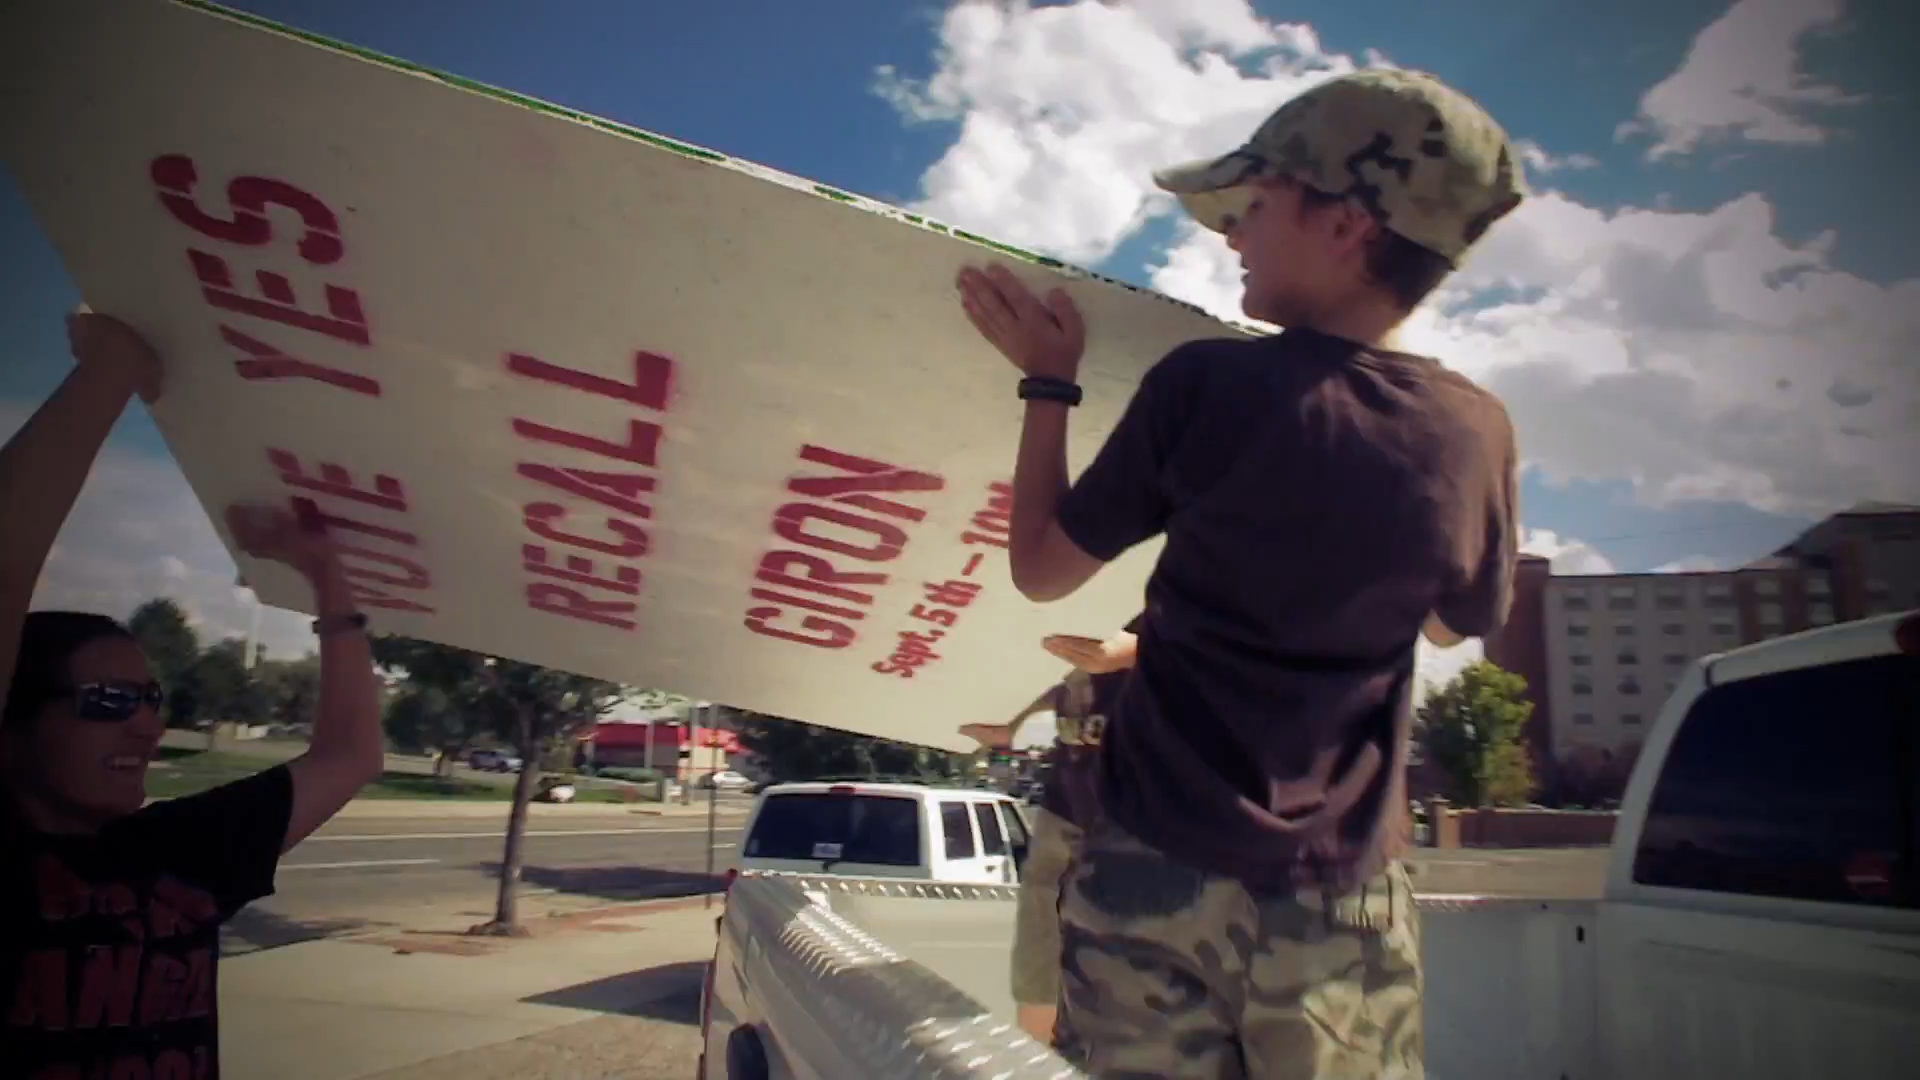 VOTE YES
RECALL
GIRON
Sept. 5th - 10th